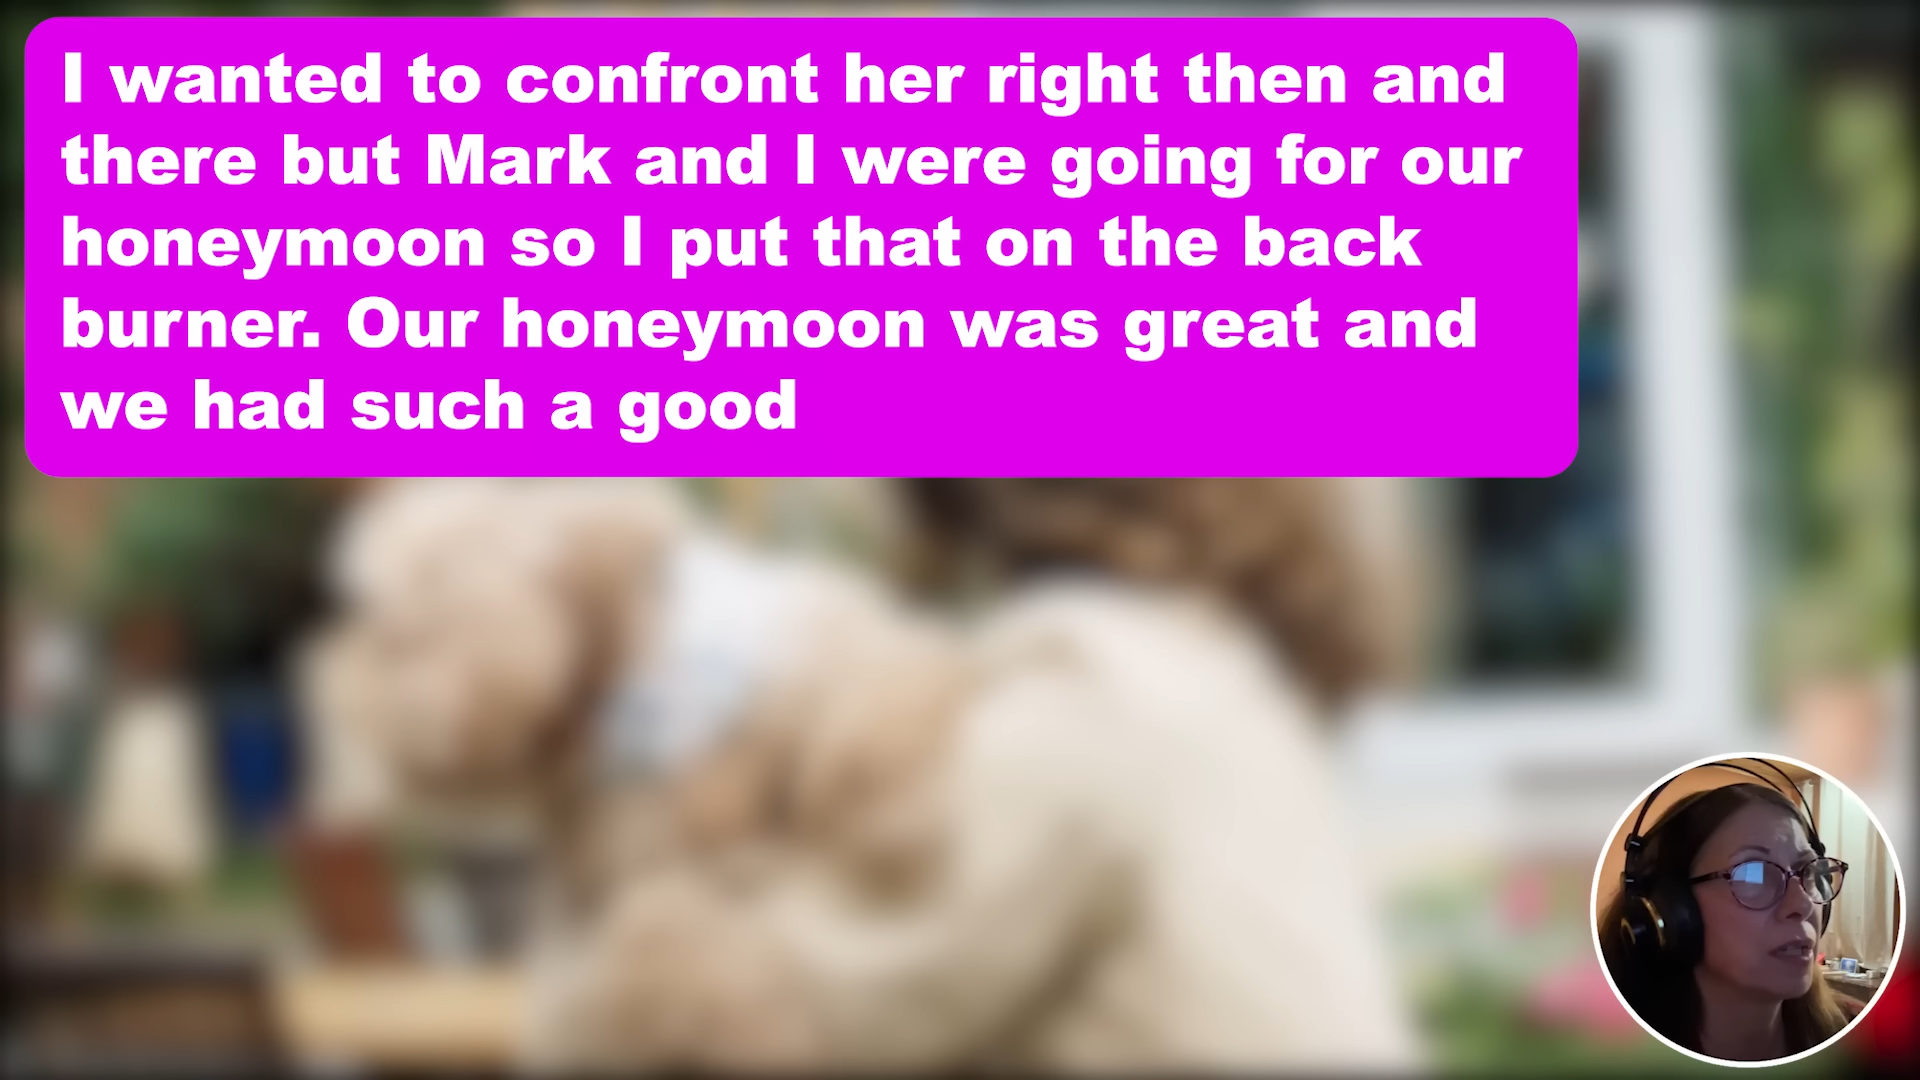 I wanted to confront her right then and
there but Mark and I were going for our
honeymoon so I put that on the back
burner. Our honeymoon was great and
we had such a good